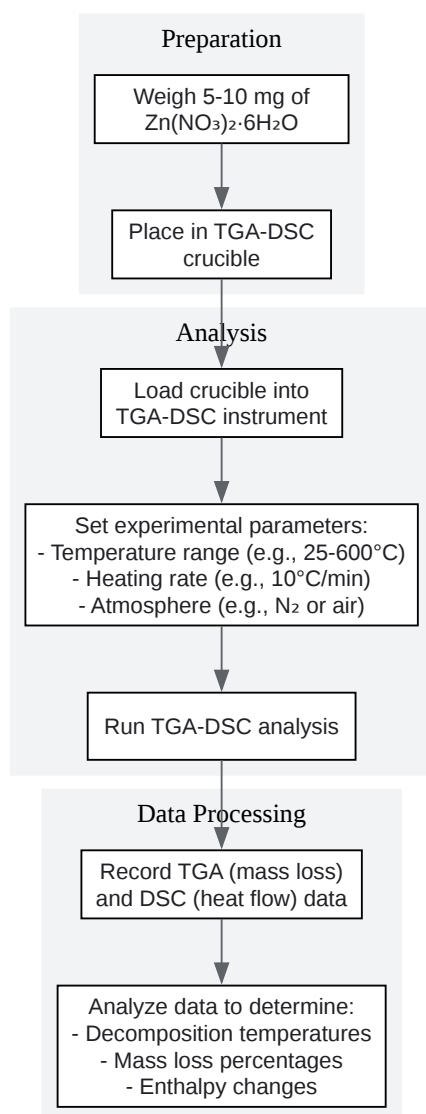 Preparation
Weigh 5-10 mg of
Zn(NO₃)₂·6H₂O
Place in TGA-DSC
crucible
Analysis
Load crucible into
TGA-DSC instrument
Set experimental parameters:
- Temperature range (e.g., 25-600°C)
- Heating rate (e.g., 10°C/min)
- Atmosphere (e.g., N₂ or air)
Run TGA-DSC analysis
Data Processing
Record TGA (mass loss)
and DSC (heat flow) data
Analyze data to determine:
- Decomposition temperatures
- Mass loss percentages
- Enthalpy changes